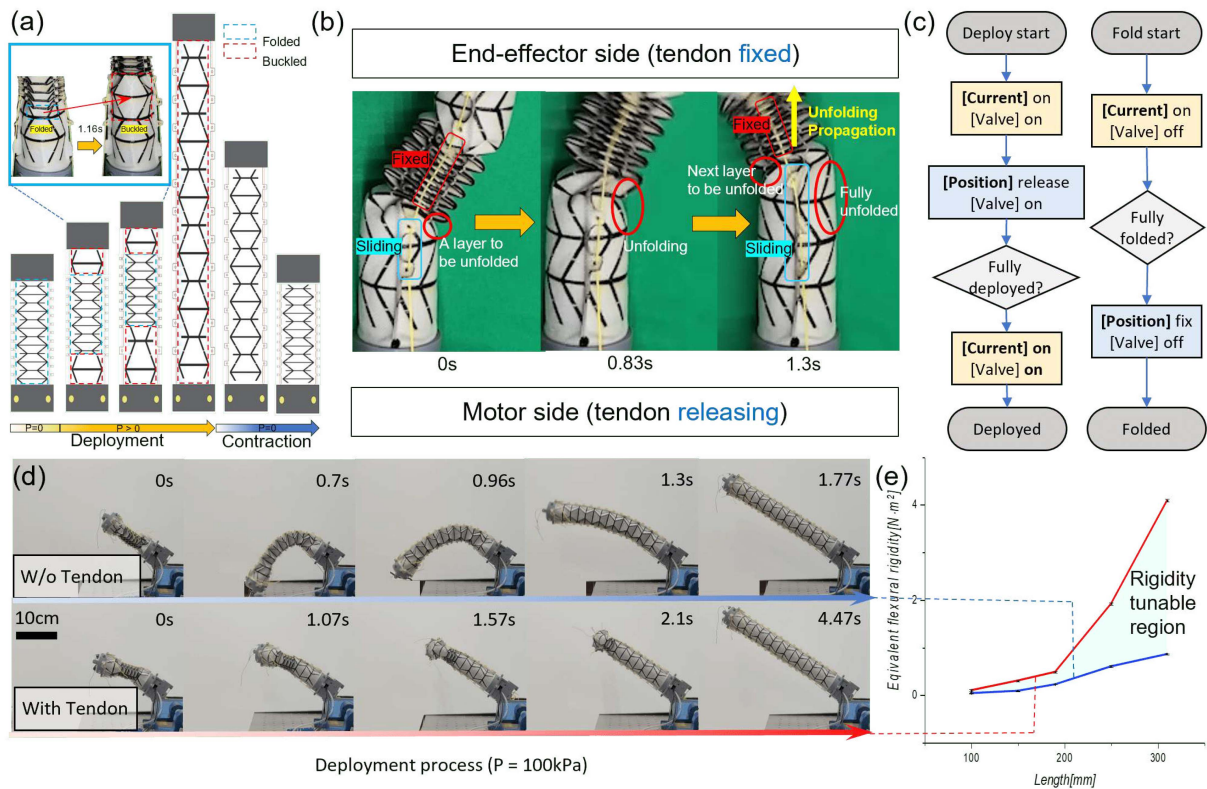 (a)
Folded
Buckled
Folded
1.16s
Buckled
P=0
P > 0
P=0
Deployment
Contraction
(b)
End-effector side (tendon fixed)
Fixed
Sliding
A layer to
be unfolded
Unfolding
Fixed
Unfolding
Propagation
Next layer
to be unfolded
Fully
unfolded
Sliding
0s
0.83s
1.3s
Motor side (tendon releasing)
(c)
Deploy start
[Current] on
[Valve] on
[Position] release
[Valve] on
Fully
deployed?
[Current] on
[Valve] on
Deployed
Fold start
[Current] on
[Valve] off
Fully
folded?
[Position] fix
[Valve] off
Folded
(d)
0s
0.7s
0.96s
1.3s
1.77s
W/o Tendon
10cm
0s
1.07s
1.57s
2.1s
4.47s
With Tendon
Deployment process (P = 100kPa)
(e)
Eqivalent flexural rigidity[N·m²]
4
2
0
Rigidity
tunable
region
100
200
300
Length[mm]